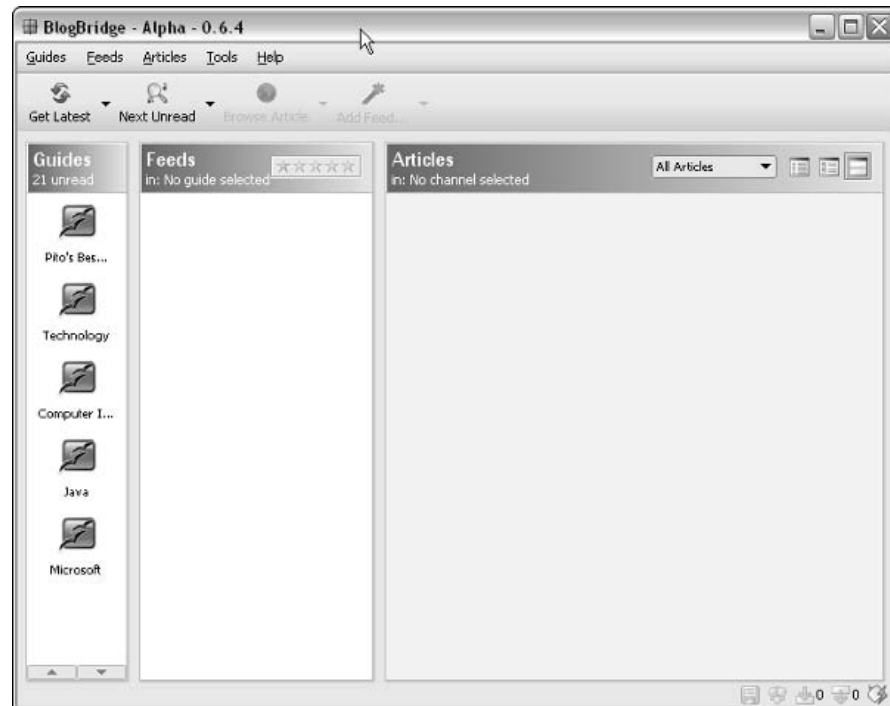 BlogBridge - Alpha - 0.6.4
Guides Feeds Articles Tools Help
Get Latest Next Unread Browse Article Add Feed...
Guides
21 unread
Feeds
in: No guide selected
Articles
in: No channel selected
All Articles
Pito's Bes...
Technology
Computer I...
Java
Microsoft
0 0